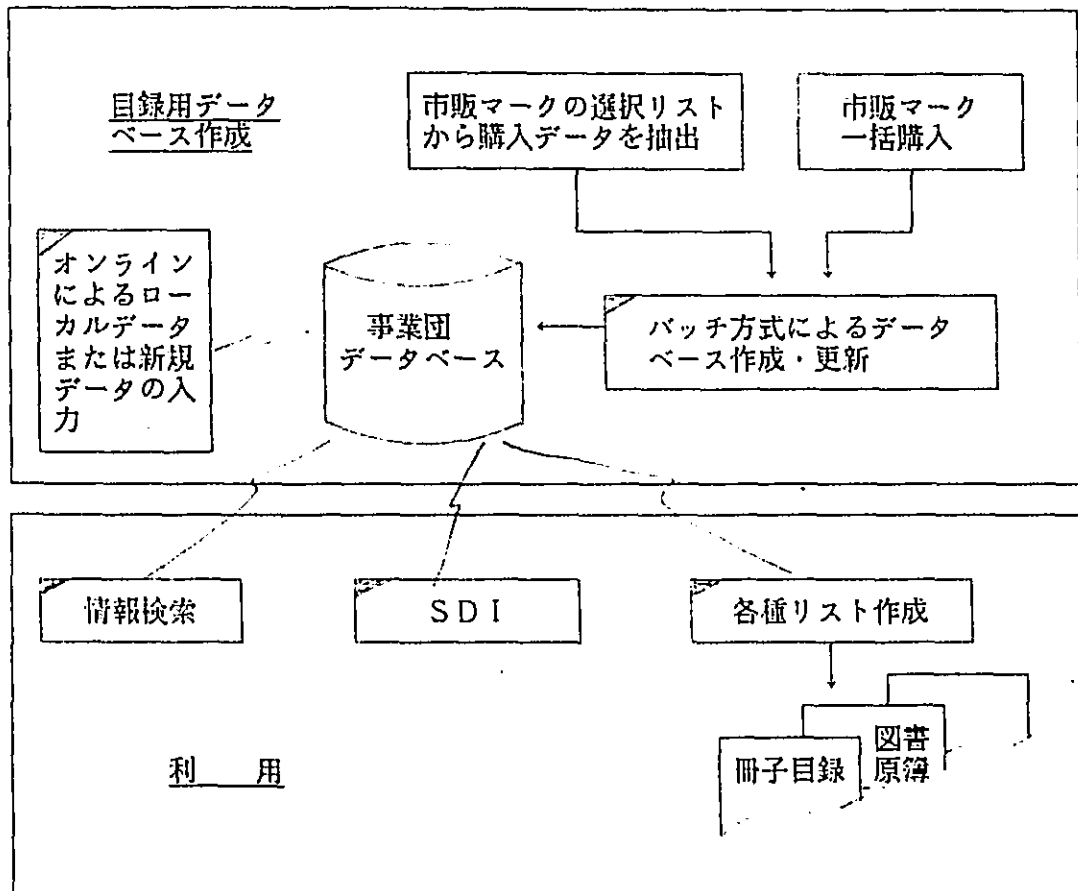 目録用データ
ベース作成
市販マークの選択リスト
から購入データを抽出
市販マーク
一括購入
オンライン
によるロー
カルデータ
または新規
データの入
力
事業団
データベース
バッチ方式によるデータ
ベース作成・更新
情報検索
SDI
各種リスト作成
冊子目録
図書
原簿
利　用